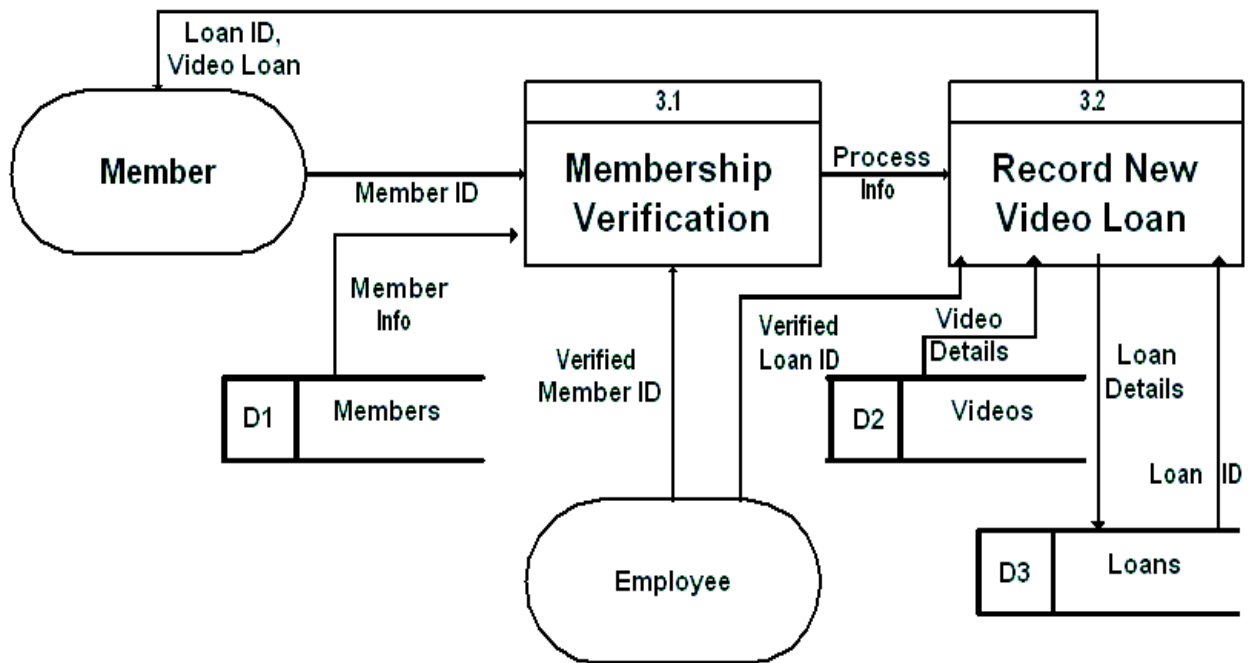 Loan ID,
Video Loan
Member
Member ID
3.1
Membership
Verification
Process
Info
3.2
Record New
Video Loan
Member
Info
D1
Members
Verified
Member ID
Verified
Loan ID
Video
Details
D2
Videos
Loan
Details
Loan ID
Employee
D3
Loans